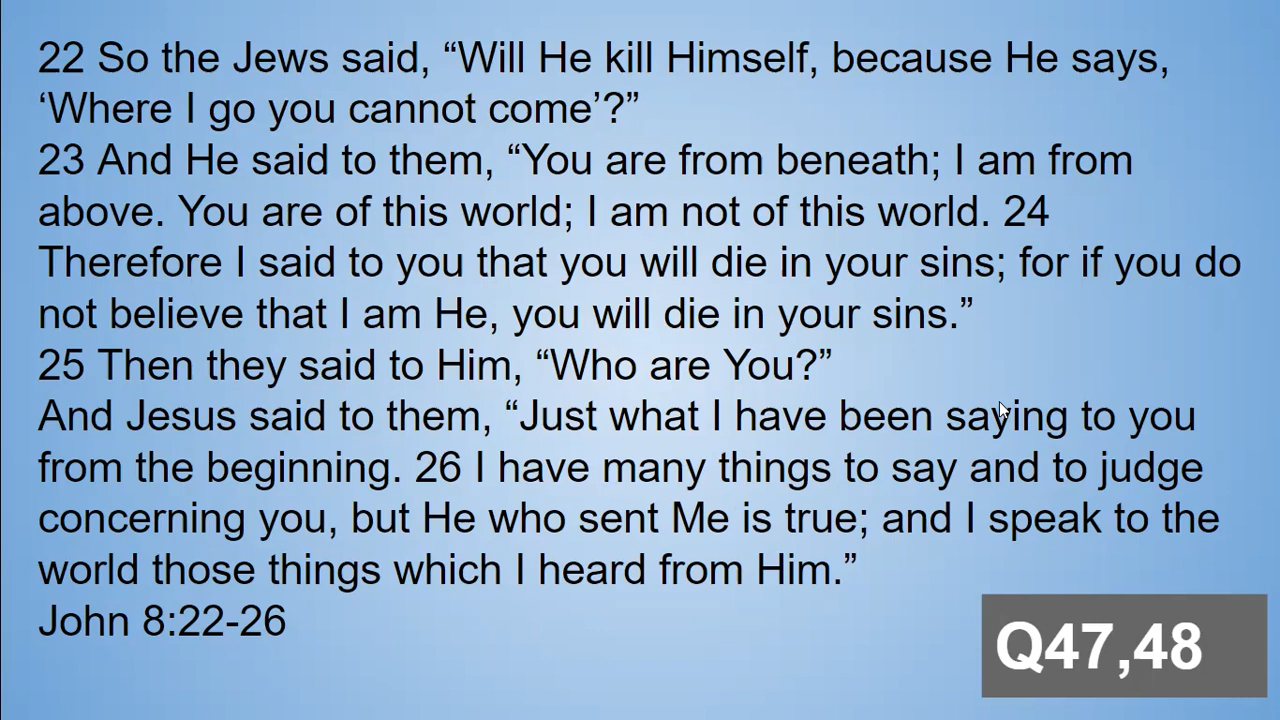 22 So the Jews said, “Will He kill Himself, because He says,
‘Where I go you cannot come’?”
23 And He said to them, “You are from beneath; I am from
above. You are of this world; I am not of this world. 24
Therefore I said to you that you will die in your sins; for if you do
not believe that I am He, you will die in your sins.”
25 Then they said to Him, “Who are You?”
And Jesus said to them, “Just what I have been saying to you
from the beginning. 26 I have many things to say and to judge
concerning you, but He who sent Me is true; and I speak to the
world those things which I heard from Him.”
John 8:22-26
Q47,48